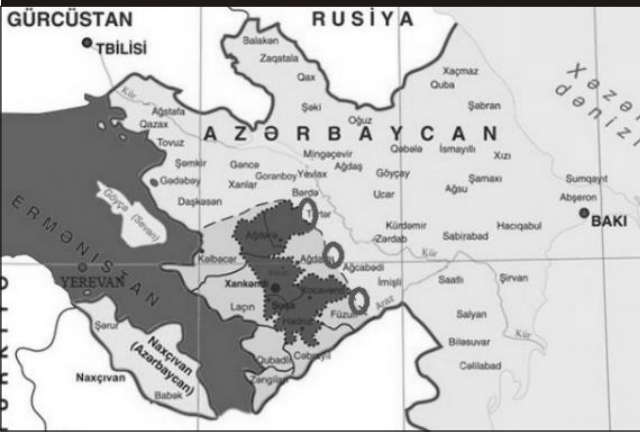 GÜRCÜSTAN
RUSİYA
TBİLİSİ
Balakən
Zaqatala
Qax
Xaçmaz
Quba
Xəzər
dənizi
Kür
Ağstafa
Qazax
Şəki
Şabran
Oğuz
AZƏRBAYCAN
Tovuz
Mingəçevir
Qəbələ
İsmayıllı
Xızı
Şəmkir
Gəncə
Ağdaş
Goranboy
Yevlax
Göyçay
Şamaxı
Gədəbəy
Xanlar
Ucar
Ağsu
Sumqayıt
Bərdə
Abşeron
Daşkəsən
Göyçə (Sevan)
Tərtər
BAKI
Kürdəmir
Hacıqabul
Zərdab
Sabirabad
ERMƏNİSTAN
Ağdərə
Kür
Kəlbəcər
Ağdam
Ağcabədi
YEREVAN
Xankəndi
Xocavənd
İmişli
Saatlı
Şirvan
Laçın
Şuşa
Araz
Füzuli
Salyan
Hadrut
Şərur
Kür
Naxçıvan
(Azərbaycan)
Biləsuvar
Qubadlı
Cəbrayıl
Cəlilabad
Naxçıvan
Zəngilan
Babək